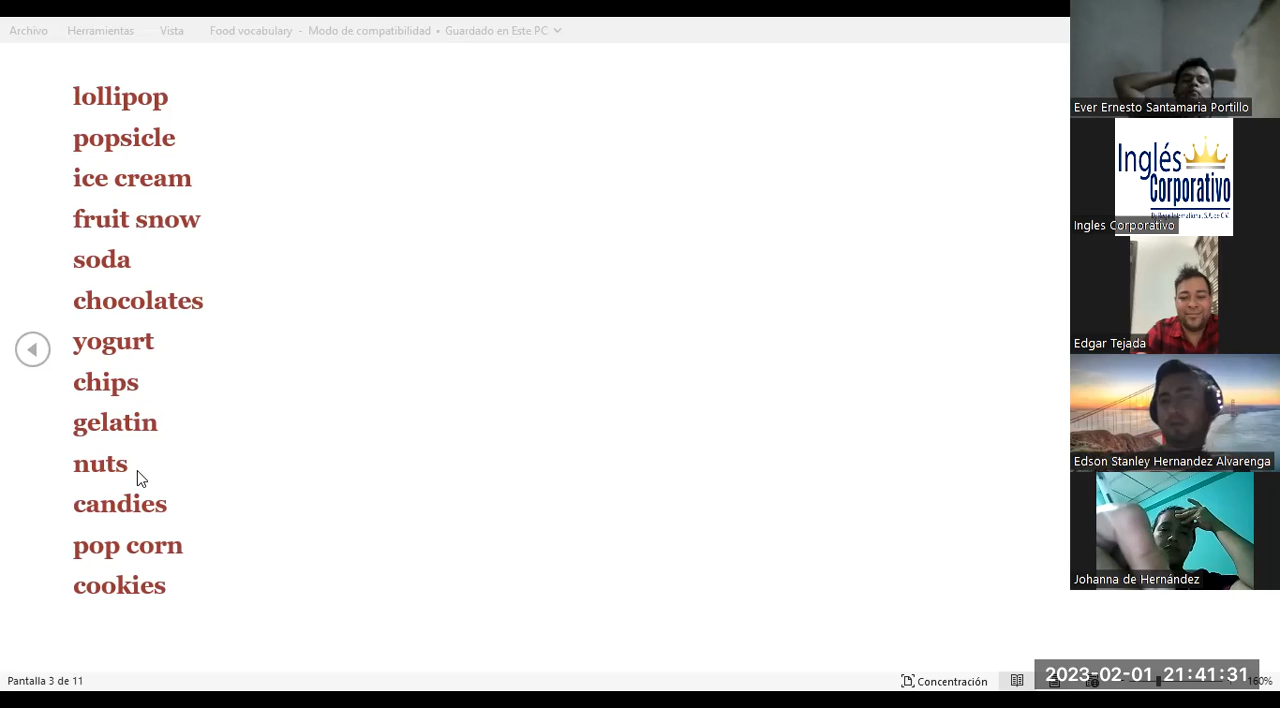 Archivo Herramientas Vista Food vocabulary - Modo de compatibilidad • Guardado en Este PC
lollipop
popsicle
ice cream
fruit snow
soda
chocolates
yogurt
chips
gelatin
nuts
candies
pop corn
cookies
Ever Ernesto Santamaria Portillo
Inglés
Corporativo
Ingles Corporativo
Edgar Tejada
Edson Stanley Hernandez Alvarenga
Johanna de Hernández
Pantalla 3 de 11
Concentración
2023-02-01 21:41:31
160%